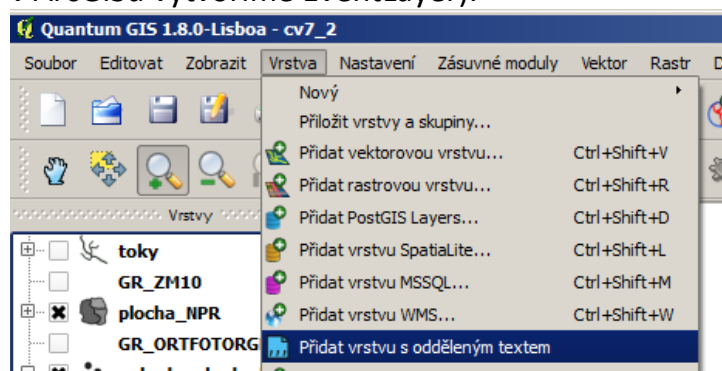 Quantum GIS 1.8.0-Lisboa - cv7_2
Soubor Editovat Zobrazit Vrstva Nastavení Zásuvné moduly Vektor Rastr D
Nový
Přiložit vrstvy a skupiny...
Přidat vektorovou vrstvu... Ctrl+Shift+V
Přidat rastrovou vrstvu... Ctrl+Shift+R
Vrstvy
Přidat PostGIS Layers... Ctrl+Shift+D
toky
Přidat vrstvu SpatiaLite... Ctrl+Shift+L
GR_ZM10
Přidat vrstvu MSSQL... Ctrl+Shift+M
plocha_NPR
Přidat vrstvu WMS... Ctrl+Shift+W
GR_ORTFOTORG
Přidat vrstvu s odděleným textem